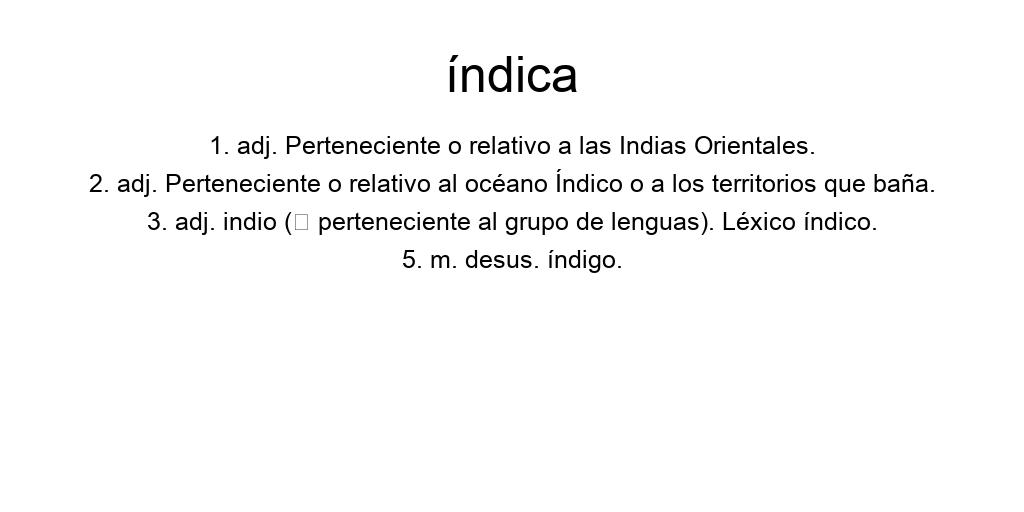 índica
1. adj. Perteneciente o relativo a las Indias Orientales.
2. adj. Perteneciente o relativo al océano Índico o a los territorios que baña.
3. adj. indio (□ perteneciente al grupo de lenguas). Léxico índico.
5. m. desus. índigo.